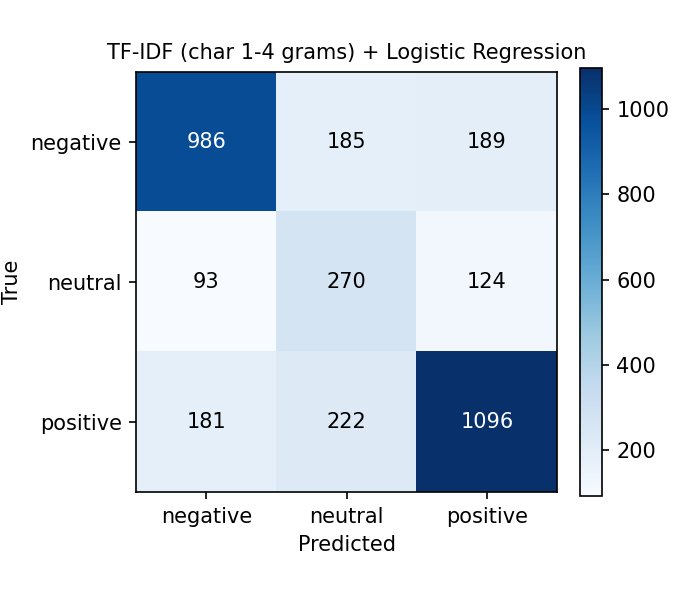 TF-IDF (char 1-4 grams) + Logistic Regression
negative 986 185 189
neutral 93 270 124
positive 181 222 1096
negative neutral positive
Predicted
True
1000
800
600
400
200